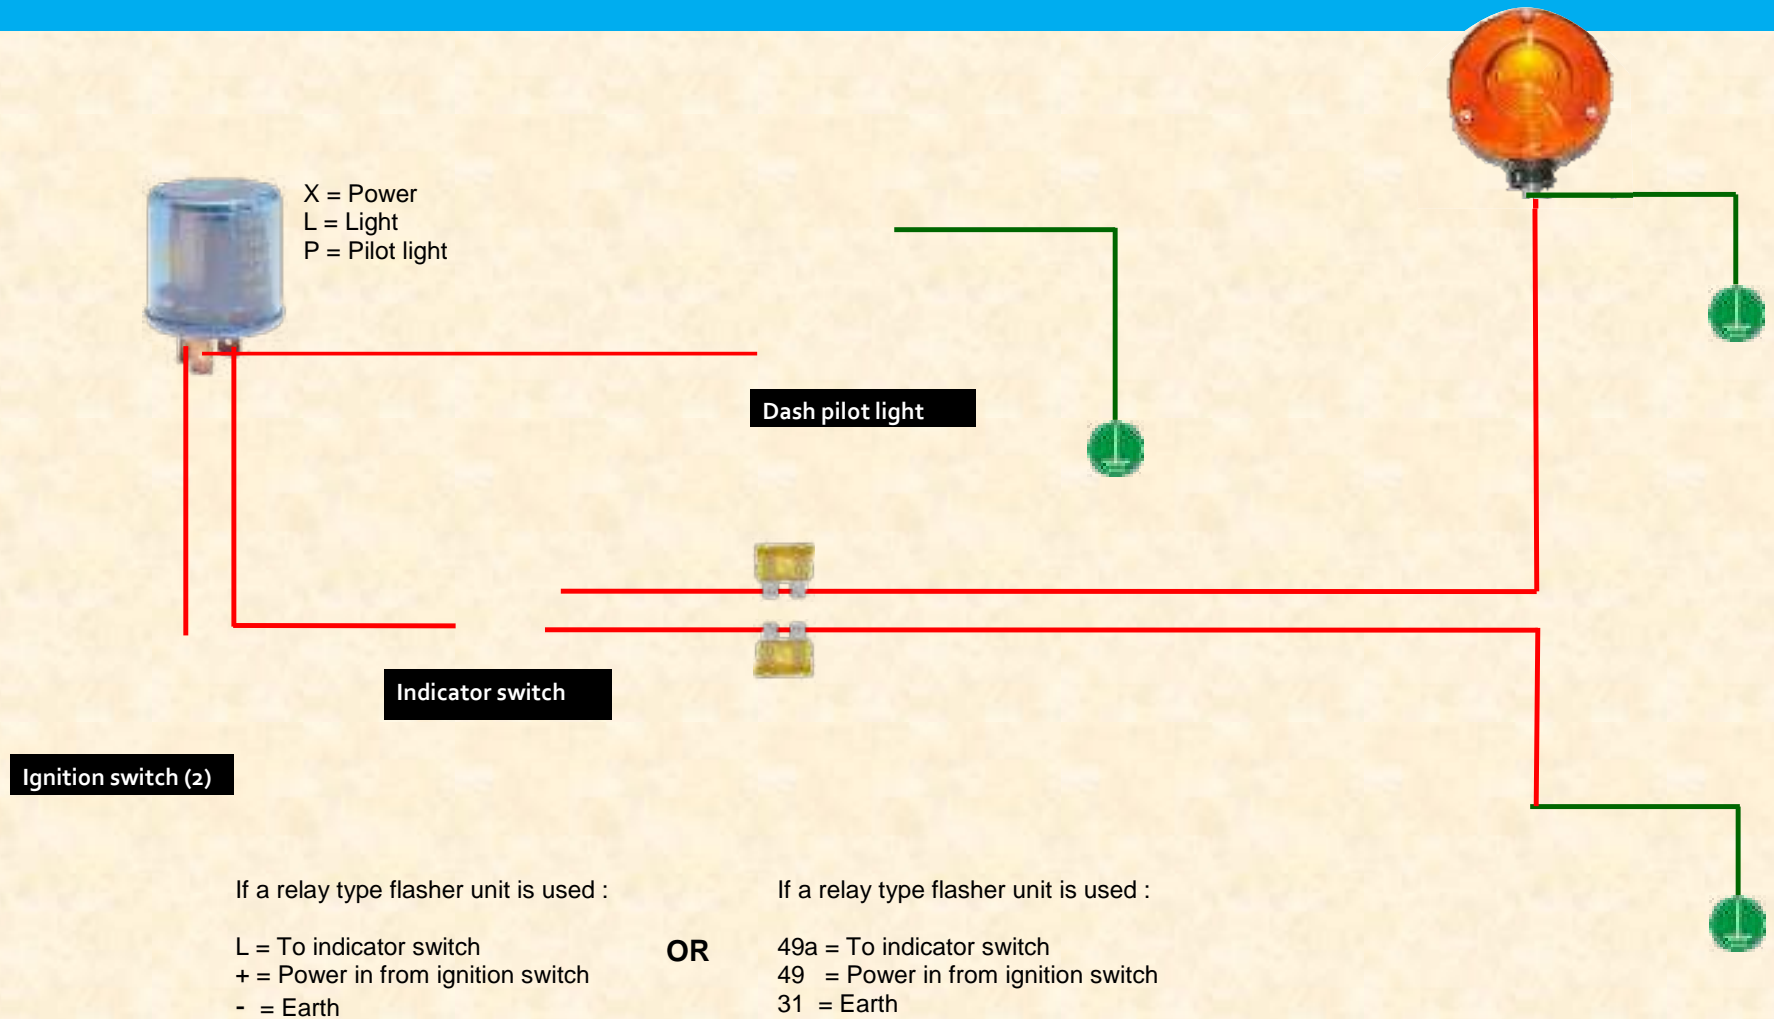 X = Power
L = Light
P = Pilot light
Dash pilot light
Indicator switch
Ignition switch (2)
If a relay type flasher unit is used :
L = To indicator switch
+ = Power in from ignition switch
- = Earth
OR
If a relay type flasher unit is used :
49a = To indicator switch
49 = Power in from ignition switch
31 = Earth